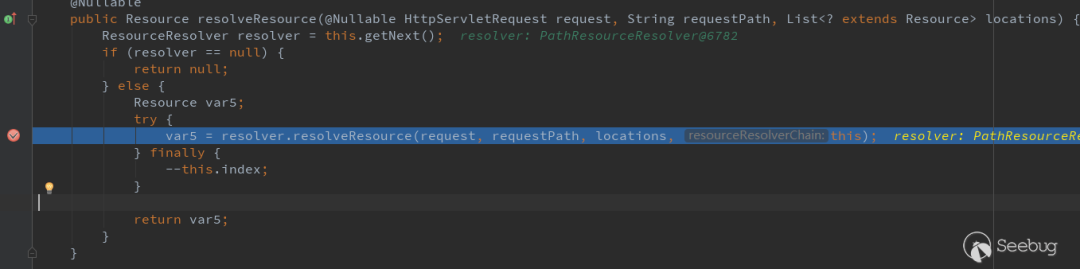 @Nullable
public Resource resolveResource(@Nullable HttpServletRequest request, String requestPath, List<? extends Resource> locations) {
ResourceResolver resolver = this.getNext(); resolver: PathResourceResolver@6782
if (resolver == null) {
return null;
} else {
Resource var5;
try {
var5 = resolver.resolveResource(request, requestPath, locations, resourceResolverChain: this); resolver: PathResourceRe
} finally {
--this.index;
}
return var5;
}
}
Seebug